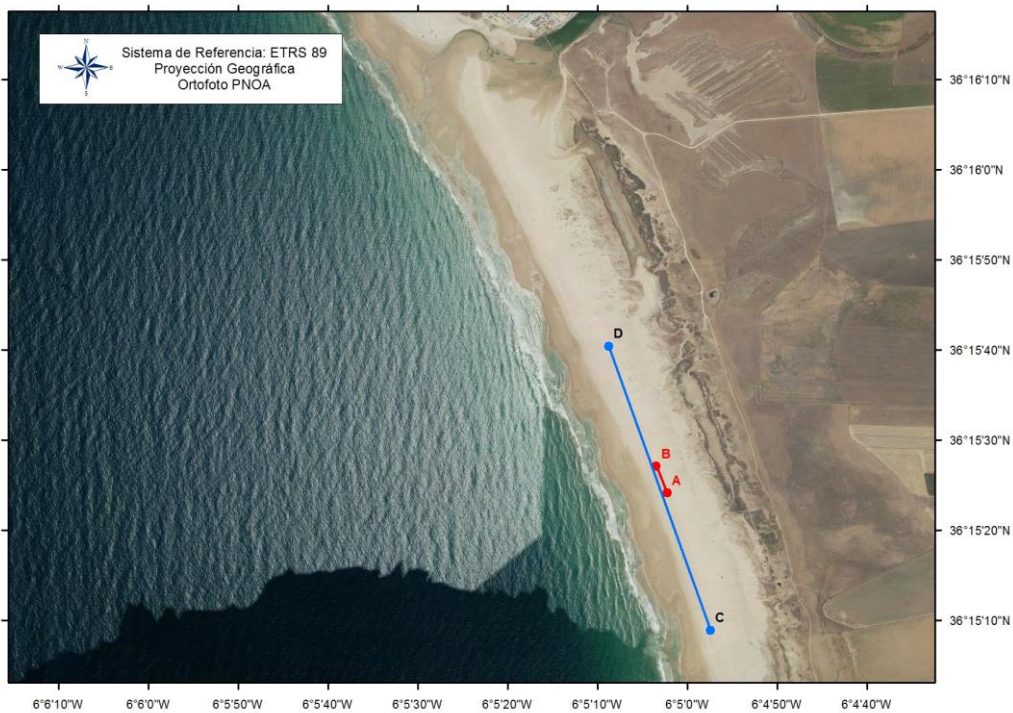 Sistema de Referencia: ETRS 89
Proyección Geográfica
Ortofoto PNOA
N
W
E
S
36°16'10"N
36°16'0"N
36°15'50"N
D
36°15'40"N
B
36°15'30"N
A
36°15'20"N
C
36°15'10"N
6°6'10"W 6°6'0"W 6°5'50"W 6°5'40"W 6°5'30"W 6°5'20"W 6°5'10"W 6°5'0"W 6°4'50"W 6°4'40"W